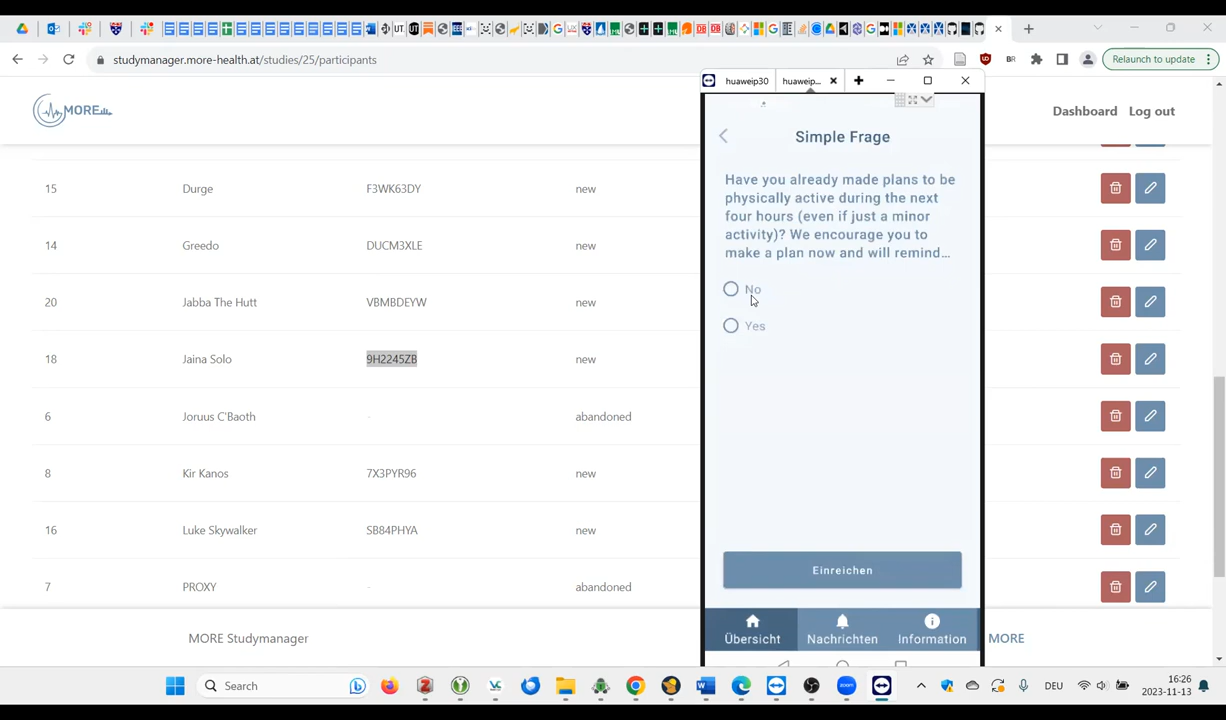 studymanager.more-health.at/studies/25/participants
Relaunch to update
MORE
Dashboard Log out
huaweip30 huaweip...
Simple Frage
Have you already made plans to be
physically active during the next
four hours (even if just a minor
activity)? We encourage you to
make a plan now and will remind...
No
Yes
Einreichen
Übersicht Nachrichten Information
15 Durge F3WK63DY new
14 Greedo DUCM3XLE new
20 Jabba The Hutt VBMBDEYW new
18 Jaina Solo 9H2245ZB new
6 Joruus C'Baoth - abandoned
8 Kir Kanos 7X3PYR96 new
16 Luke Skywalker SB84PHYA new
7 PROXY - abandoned
MORE Studymanager MORE
Search DEU 16:26
2023-11-13